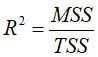 R² = MSS / TSS